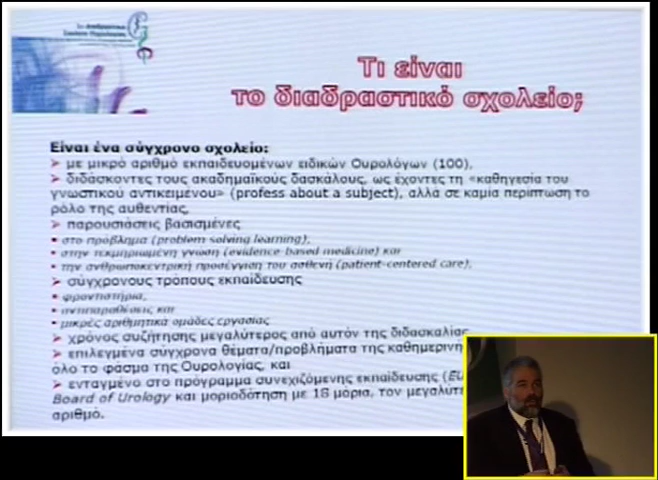 Τι είναι
το διαδραστικό σχολείο;
Είναι ένα σύγχρονο σχολείο:
με μικρό αριθμό εκπαιδευομένων ειδικών Ουρολόγων (100),
διδάσκοντες τους ακαδημαϊκούς δασκάλους, ως έχοντες τη «καθηγεσία του
γνωστικού αντικειμένου» (profess about a subject), αλλά σε καμία περίπτωση το
ρόλο της αυθεντίας,
παρουσιάσεις βασισμένες
στο πρόβλημα (problem solving learning),
στην τεκμηριωμένη γνώση (evidence-based medicine) και
την ανθρωποκεντρική προσέγγιση του ασθενή (patient-centered care),
σύγχρονους τρόπους εκπαίδευσης
φροντιστήρια,
αντιπαραθέσεις και
μικρές αριθμητικά ομάδες εργασίας
χρόνος συζήτησης μεγαλύτερος από αυτόν της διδασκαλίας
επιλεγμένα σύγχρονα θέματα/προβλήματα της καθημεριν
όλο το φάσμα της Ουρολογίας, και
ενταγμένο στο πρόγραμμα συνεχιζόμενης εκπαίδευσης (EU
Board of Urology και μοριοδότηση με 18 μόρια, τον μεγαλύτε
αριθμό.